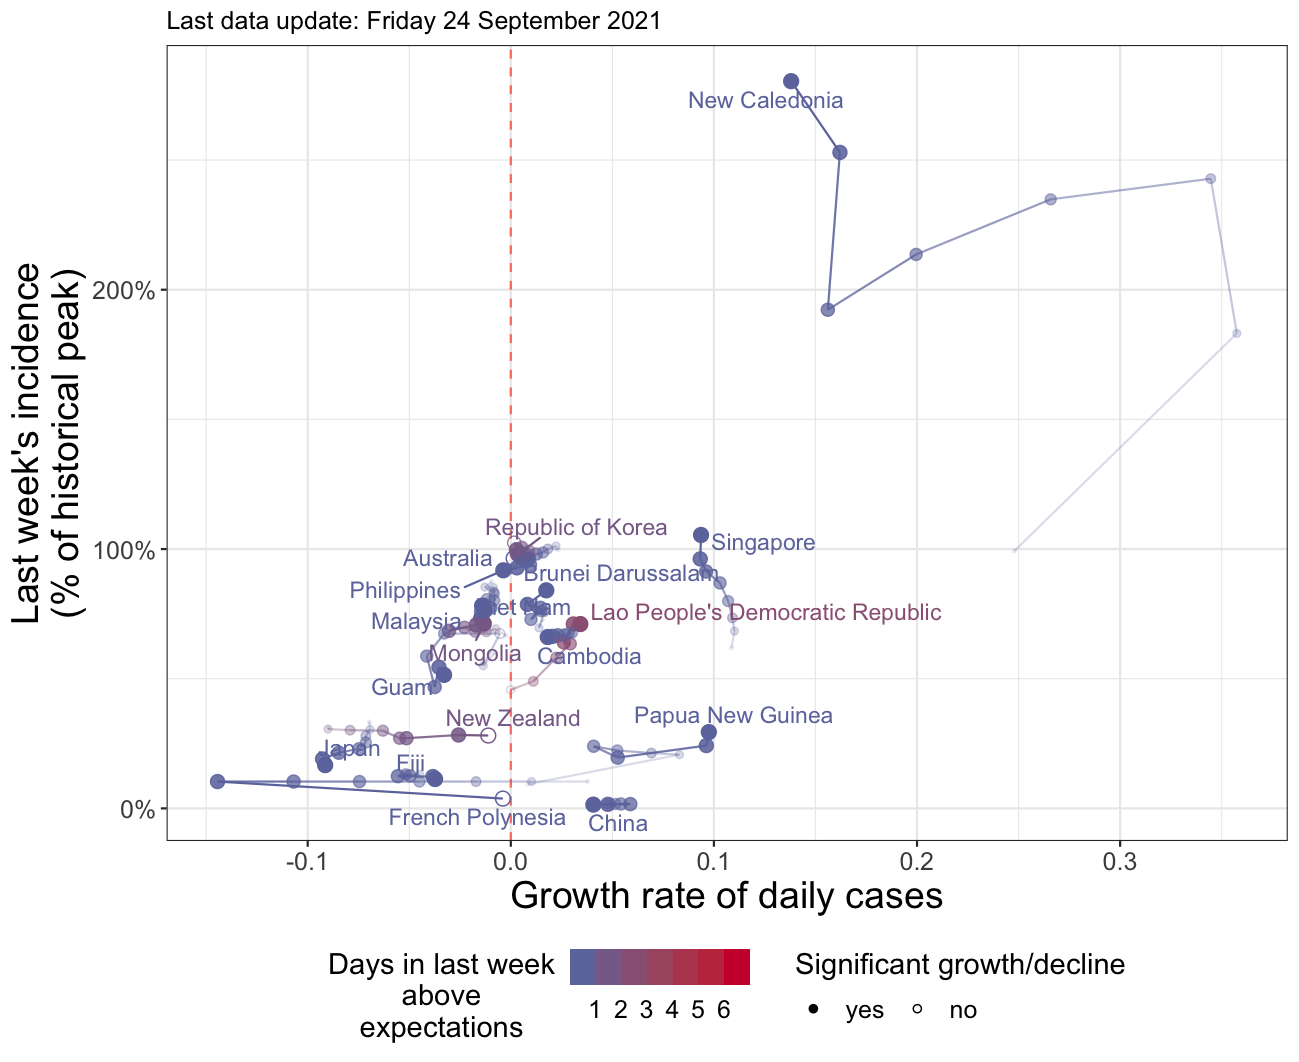 Last data update: Friday 24 September 2021
Last week's incidence
(% of historical peak)
200%
100%
0%
New Caledonia
Republic of Korea
Australia
Singapore
Brunei Darussalam
Philippines
Viet Nam
Lao People's Democratic Republic
Malaysia
Mongolia
Cambodia
Guam
New Zealand
Papua New Guinea
Japan
Fiji
French Polynesia
China
-0.1
0.0
0.1
0.2
0.3
Growth rate of daily cases
Days in last week
above
expectations
1 2 3 4 5 6
Significant growth/decline
yes
no